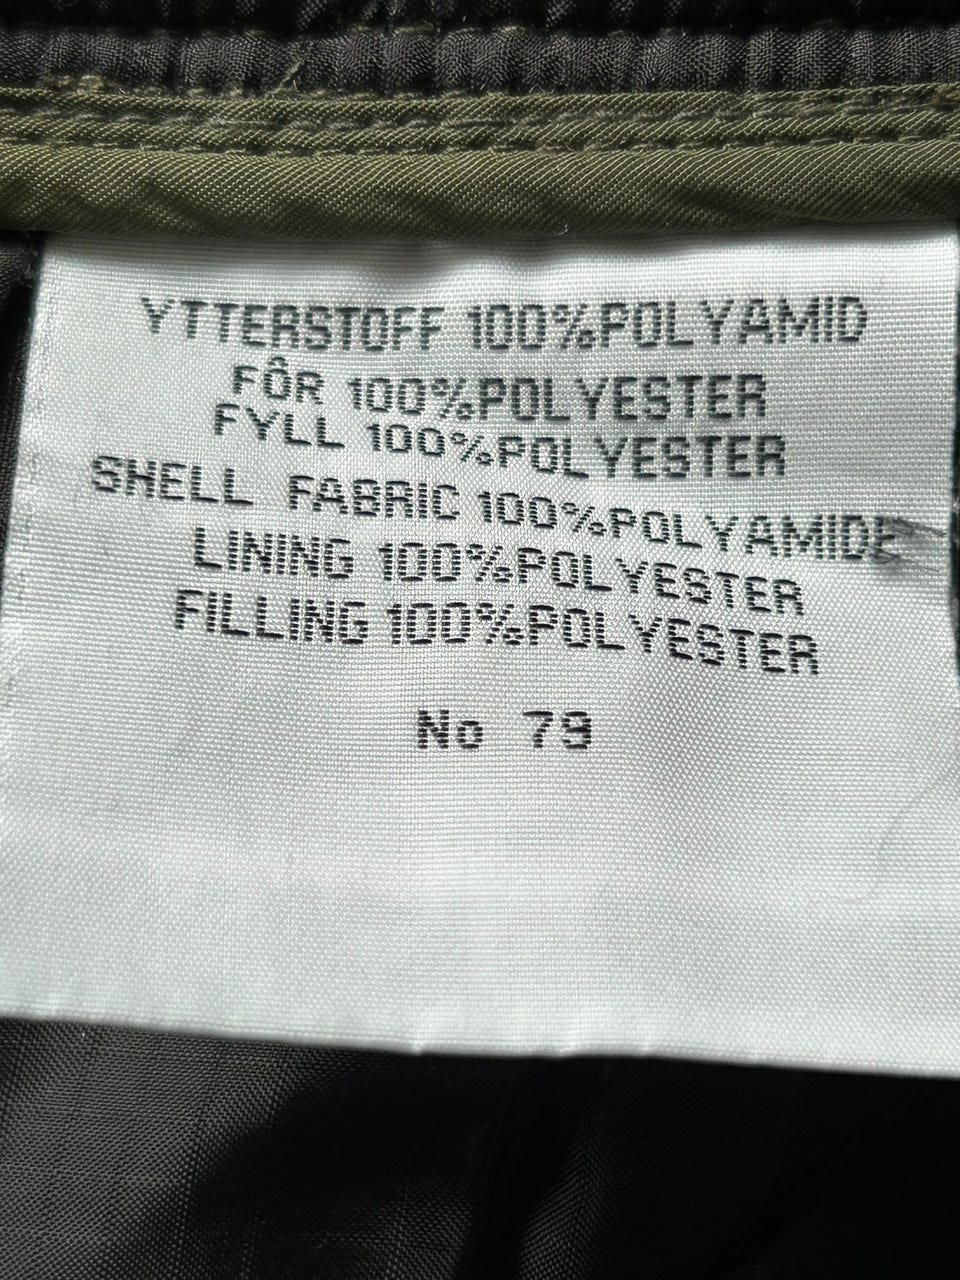 YTTERSTOFF 100%POLYAMID
FÔR 100%POLYESTER
FYLL 100%POLYESTER
SHELL FABRIC 100%POLYAMIDE
LINING 100%POLYESTER
FILLING 100%POLYESTER
No 79